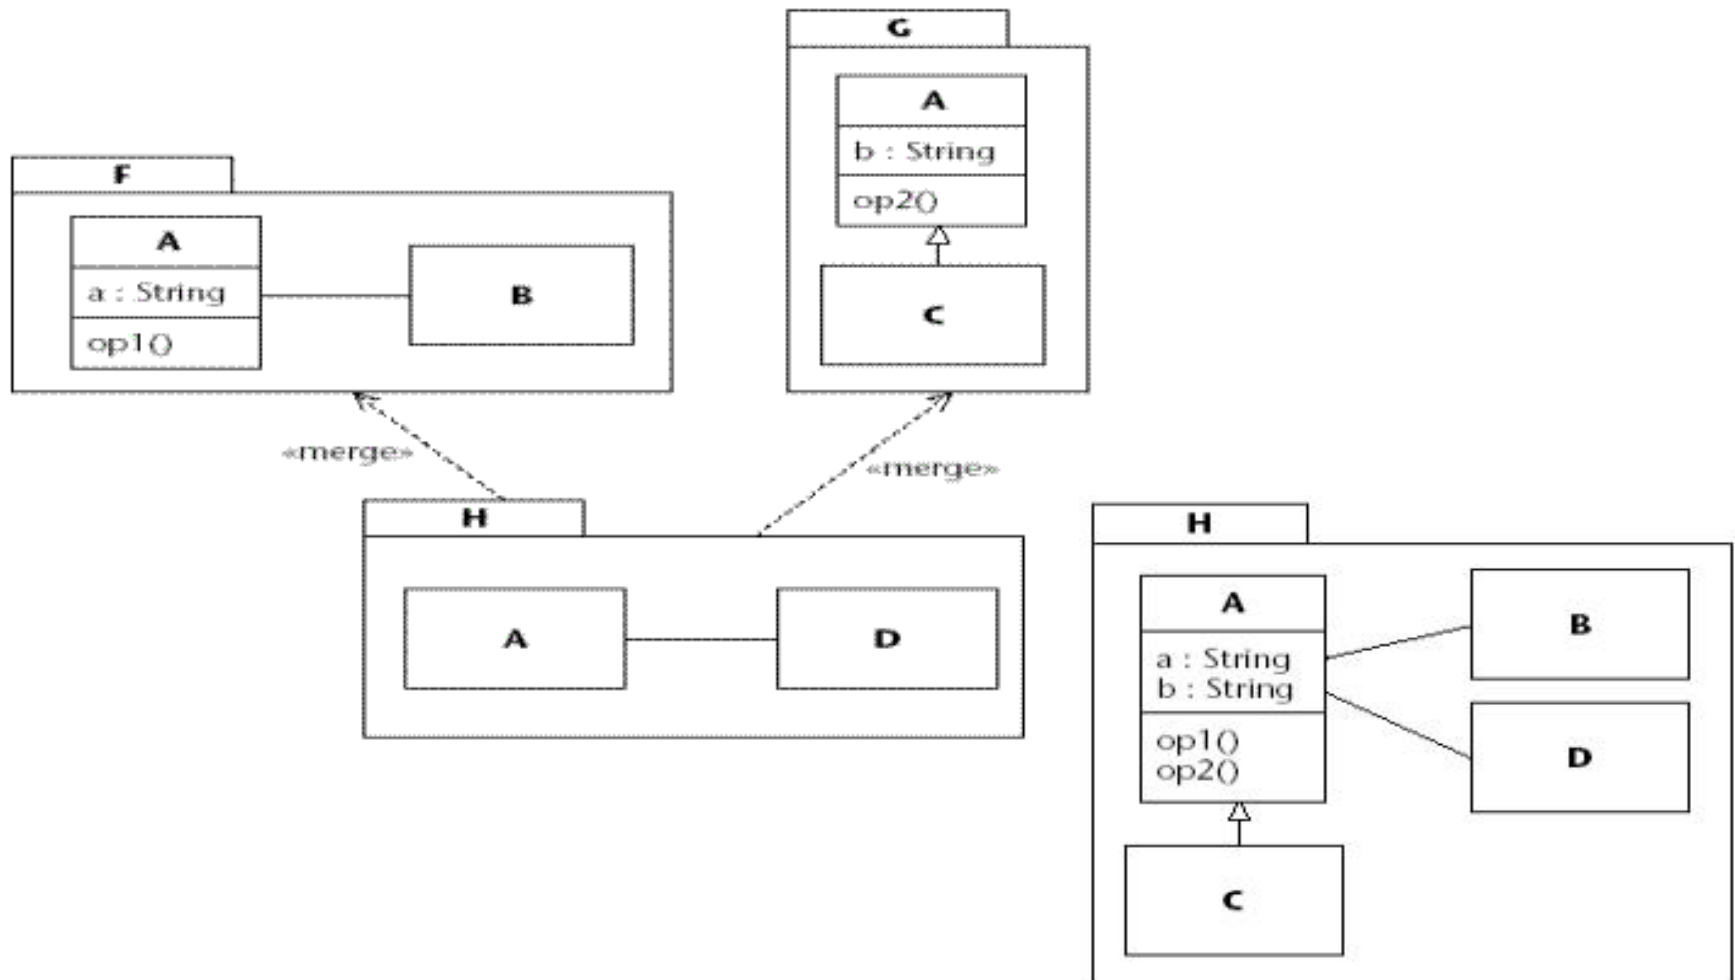 G
A
b : String
op2()
C
F
A
a : String
op1()
B
«merge»
«merge»
H
A
D
H
A
a : String
b : String
op1()
op2()
B
D
C